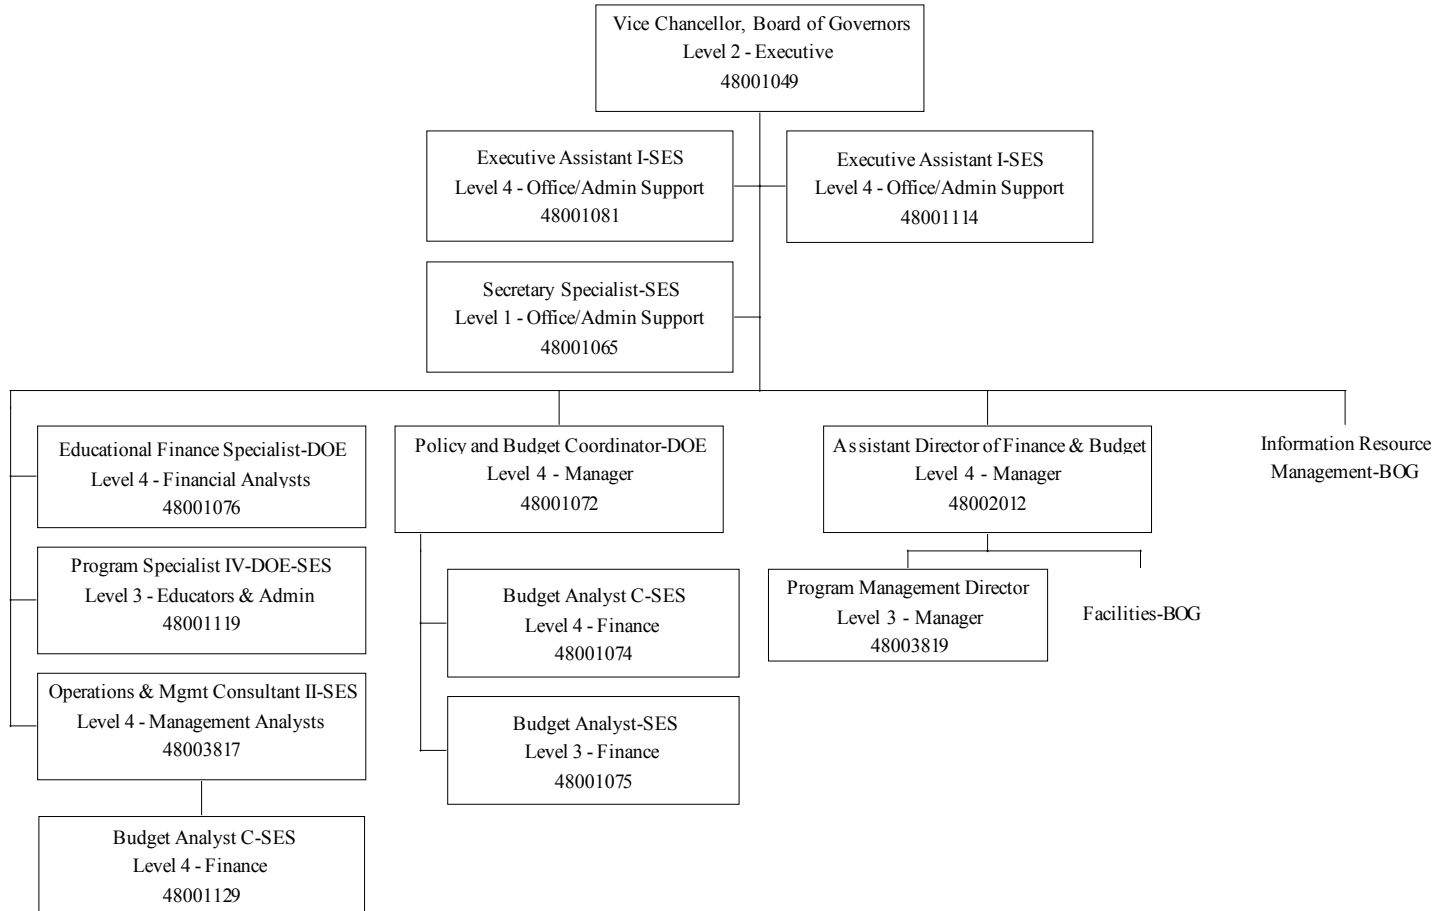 Vice Chancellor, Board of Governors
Level 2 - Executive
48001049
Executive Assistant I-SES
Level 4 - Office/Admin Support
48001081
Executive Assistant I-SES
Level 4 - Office/Admin Support
48001114
Secretary Specialist-SES
Level 1 - Office/Admin Support
48001065
Educational Finance Specialist-DOE
Level 4 - Financial Analysts
48001076
Program Specialist IV-DOE-SES
Level 3 - Educators & Admin
48001119
Operations & Mgmt Consultant II-SES
Level 4 - Management Analysts
48003817
Budget Analyst C-SES
Level 4 - Finance
48001129
Policy and Budget Coordinator-DOE
Level 4 - Manager
48001072
Budget Analyst C-SES
Level 4 - Finance
48001074
Budget Analyst-SES
Level 3 - Finance
48001075
Assistant Director of Finance & Budget
Level 4 - Manager
48002012
Program Management Director
Level 3 - Manager
48003819
Facilities-BOG
Information Resource
Management-BOG